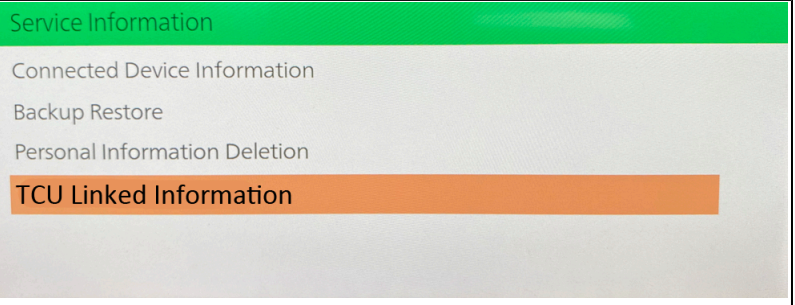 Service Information
Connected Device Information
Backup Restore
Personal Information Deletion
TCU Linked Information